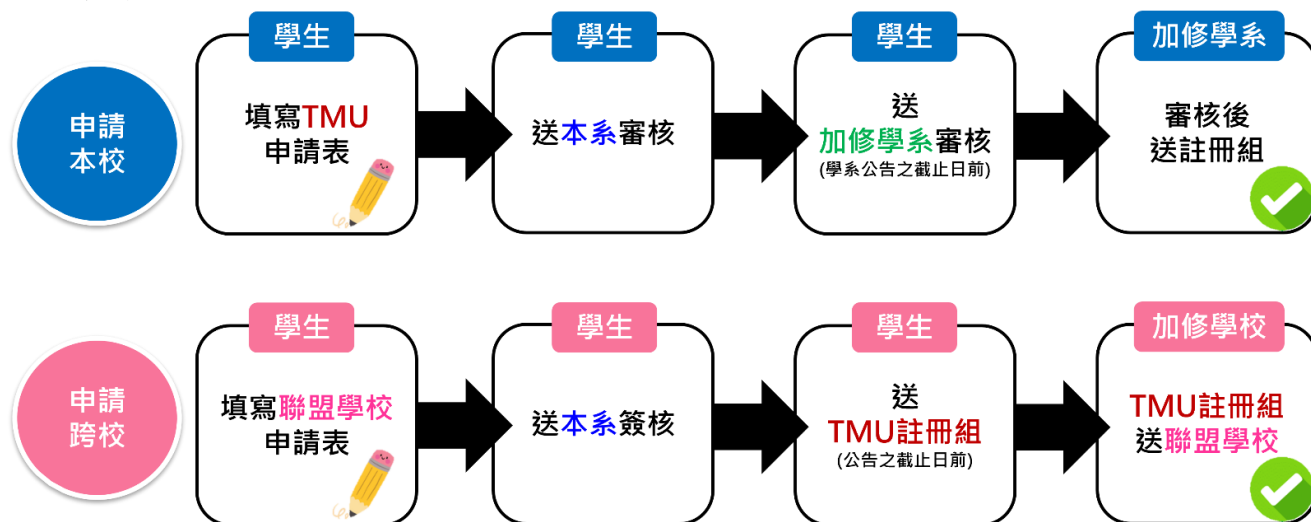 申請
本校
學生
填寫TMU
申請表
學生
送本系審核
學生
送
加修學系審核
(學系公告之截止日前)
加修學系
審核後
送註冊組
申請
跨校
學生
填寫聯盟學校
申請表
學生
送本系簽核
學生
送
TMU註冊組
(公告之截止日前)
加修學校
TMU註冊組
送聯盟學校